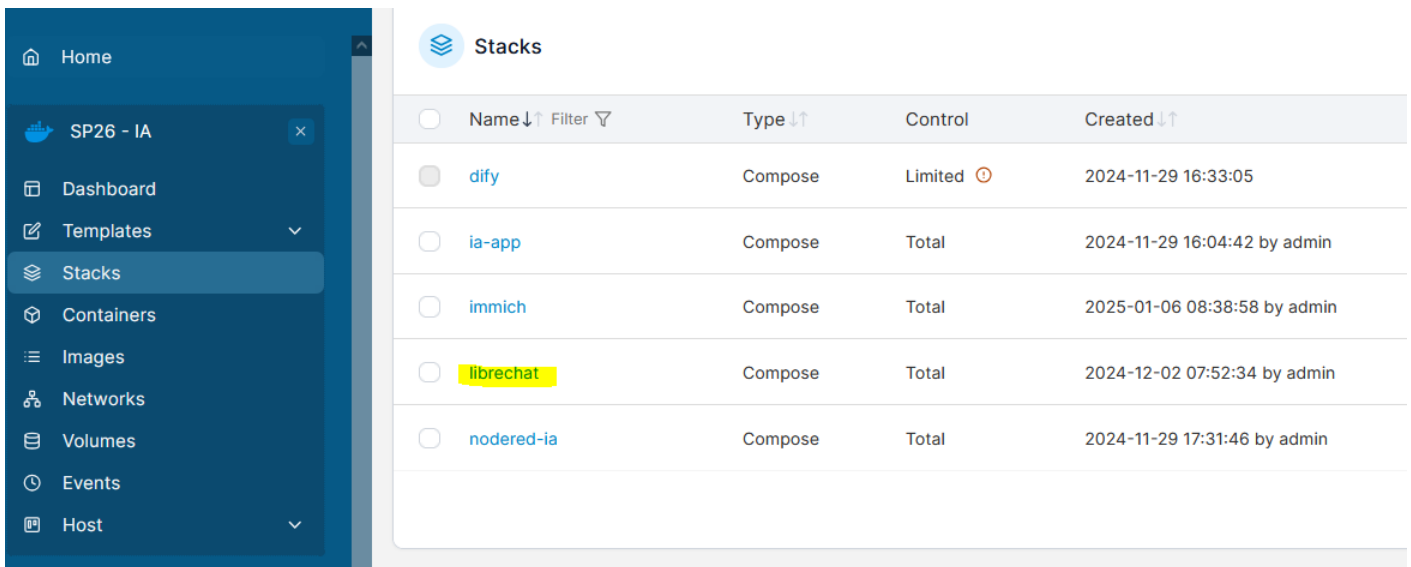 Home
SP26 - IA
Dashboard
Templates
Stacks
Containers
Images
Networks
Volumes
Events
Host
Stacks
Name Filter Type Control Created
dify Compose Limited 2024-11-29 16:33:05
ia-app Compose Total 2024-11-29 16:04:42 by admin
immich Compose Total 2025-01-06 08:38:58 by admin
librechat Compose Total 2024-12-02 07:52:34 by admin
nodered-ia Compose Total 2024-11-29 17:31:46 by admin